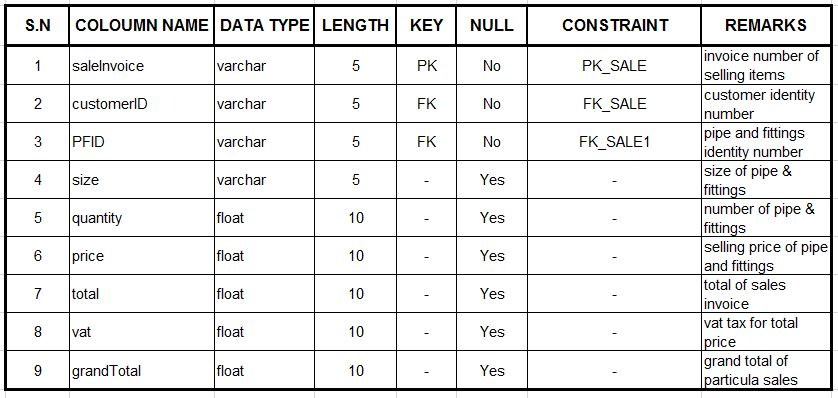 S.N COLOUMN NAME DATA TYPE LENGTH KEY NULL CONSTRAINT REMARKS
1 saleInvoice varchar 5 PK No PK_SALE invoice number of
selling items
2 customerID varchar 5 FK No FK_SALE customer identity
number
3 PFID varchar 5 FK No FK_SALE1 pipe and fittings
identity number
4 size varchar 5 - Yes - size of pipe &
fittings
5 quantity float 10 - Yes - number of pipe &
fittings
6 price float 10 - Yes - selling price of pipe
and fittings
7 total float 10 - Yes - total of sales
invoice
8 vat float 10 - Yes - vat tax for total
price
9 grandTotal float 10 - Yes - grand total of
particula sales